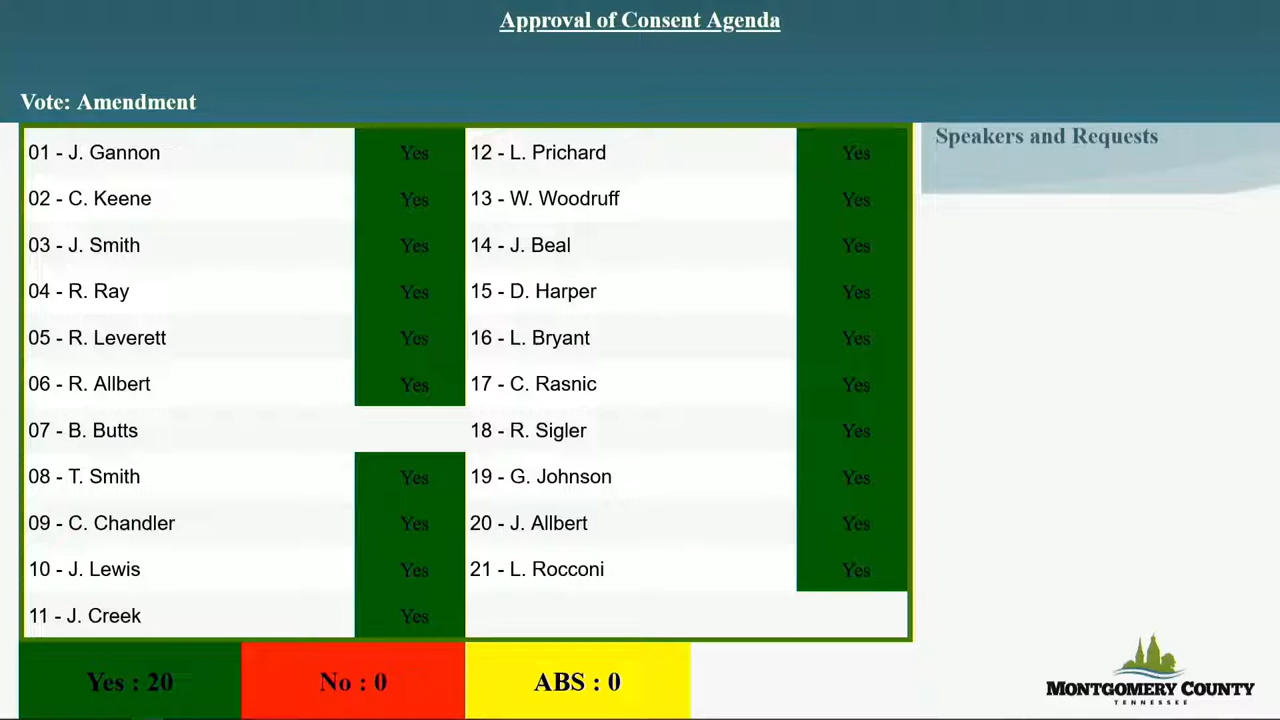 Approval of Consent Agenda
Vote: Amendment
Speakers and Requests
01 - J. Gannon Yes
02 - C. Keene Yes
03 - J. Smith Yes
04 - R. Ray Yes
05 - R. Leverett Yes
06 - R. Allbert Yes
07 - B. Butts
08 - T. Smith Yes
09 - C. Chandler Yes
10 - J. Lewis Yes
11 - J. Creek Yes
12 - L. Prichard Yes
13 - W. Woodruff Yes
14 - J. Beal Yes
15 - D. Harper Yes
16 - L. Bryant Yes
17 - C. Rasnic Yes
18 - R. Sigler Yes
19 - G. Johnson Yes
20 - J. Allbert Yes
21 - L. Rocconi Yes
Yes : 20 No : 0 ABS : 0
MONTGOMERY COUNTY
TENNESSEE